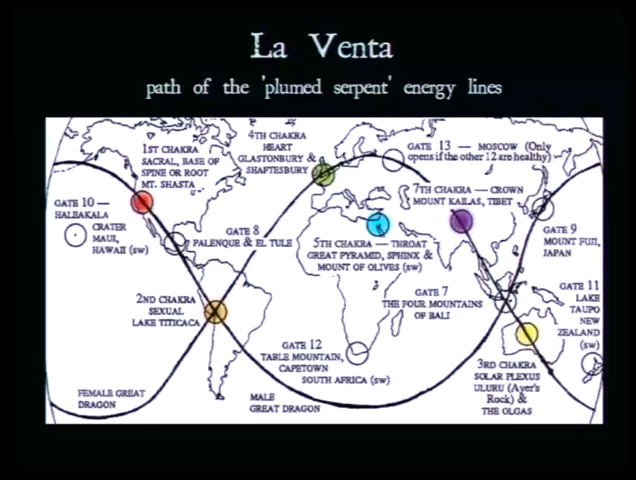 La Venta
path of the 'plumed serpent' energy lines
1ST CHAKRA
SACRAL, BASE OF
SPINE OR ROOT
MT. SHASTA
4TH CHAKRA
HEART
GLASTONBURY &
SHAFTESBURY
GATE 13 — MOSCOW (Only
opens if the other 12 are healthy)
7TH CHAKRA — CROWN
MOUNT KAILAS, TIBET
GATE 10 —
HALEAKALA
CRATER
MAUI,
HAWAII (sw)
GATE 8
PALENQUE & EL TULE
5TH CHAKRA — THROAT
GREAT PYRAMID, SPHINX &
MOUNT OF OLIVES (sw)
GATE 9
MOUNT FUJI,
JAPAN
2ND CHAKRA
SEXUAL
LAKE TITICACA
GATE 7
THE FOUR MOUNTAINS
OF BALI
GATE 11
LAKE
TAUPO
NEW
ZEALAND
(sw)
GATE 12
TABLE MOUNTAIN,
CAPETOWN
SOUTH AFRICA (sw)
3RD CHAKRA
SOLAR PLEXUS
ULURU (Ayer's
Rock) &
THE OLGAS
FEMALE GREAT
DRAGON
MALE
GREAT DRAGON